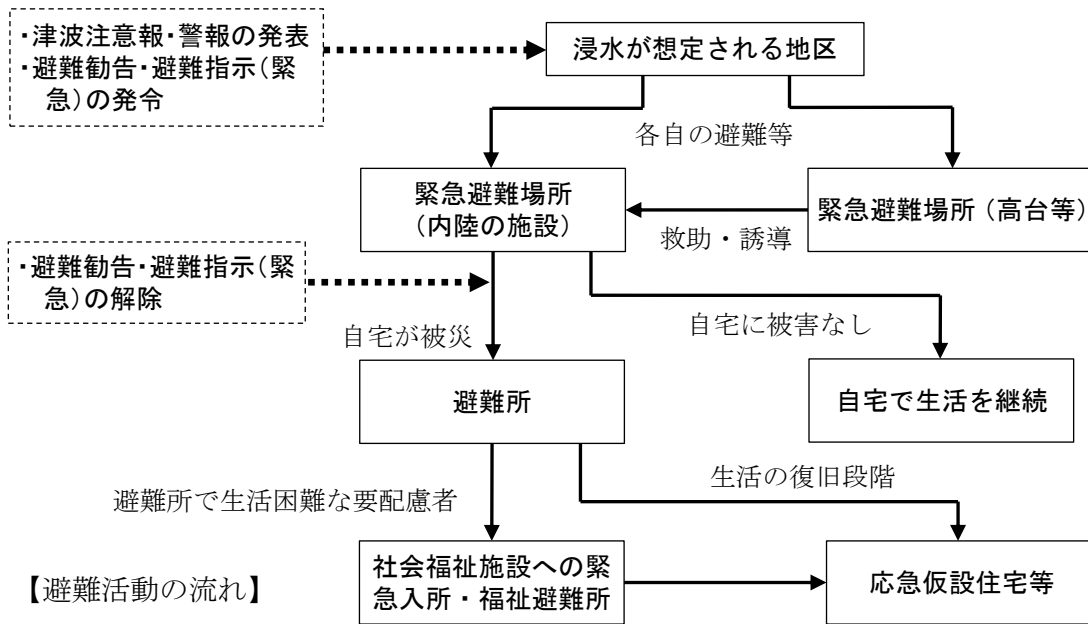 ・津波注意報・警報の発表
・避難勧告・避難指示(緊
急)の発令
浸水が想定される地区
各自の避難等
緊急避難場所
(内陸の施設)
緊急避難場所(高台等)
救助・誘導
・避難勧告・避難指示(緊
急)の解除
自宅が被災
自宅に被害なし
避難所
自宅で生活を継続
生活の復旧段階
避難所で生活困難な要配慮者
社会福祉施設への緊
急入所・福祉避難所
応急仮設住宅等
【避難活動の流れ】